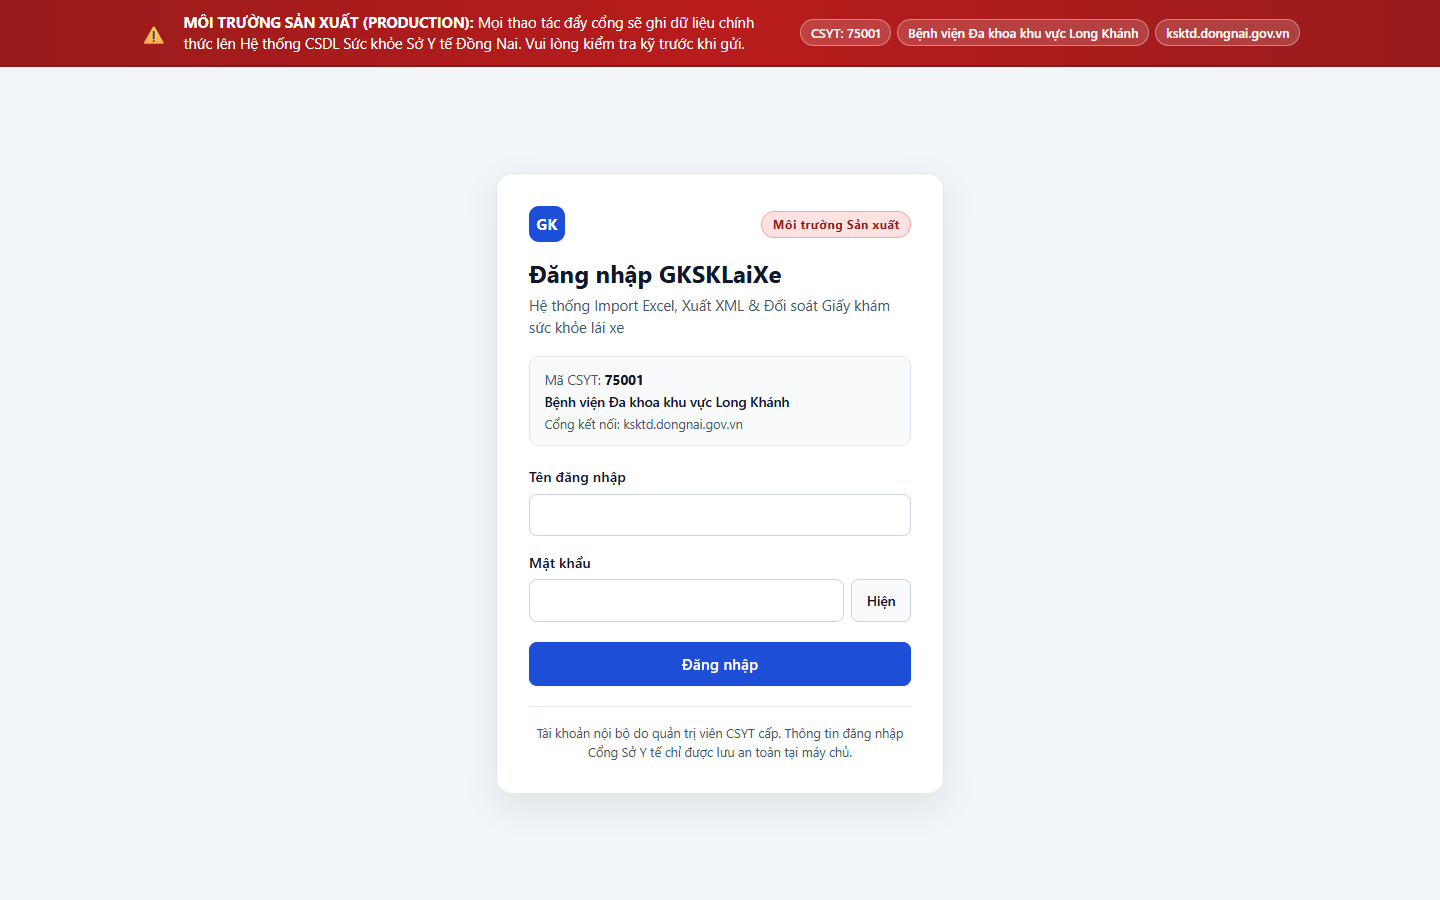 MÔI TRƯỜNG SẢN XUẤT (PRODUCTION): Mọi thao tác đẩy cổng sẽ ghi dữ liệu chính
thức lên Hệ thống CSDL Sức khỏe Sở Y tế Đồng Nai. Vui lòng kiểm tra kỹ trước khi gửi.
CSYT: 75001
Bệnh viện Đa khoa khu vực Long Khánh
ksktd.dongnai.gov.vn
GK
Môi trường Sản xuất
Đăng nhập GKSKLaiXe
Hệ thống Import Excel, Xuất XML & Đối soát Giấy khám
sức khỏe lái xe
Mã CSYT: 75001
Bệnh viện Đa khoa khu vực Long Khánh
Cổng kết nối: ksktd.dongnai.gov.vn
Tên đăng nhập
Mật khẩu
Hiện
Đăng nhập
Tài khoản nội bộ do quản trị viên CSYT cấp. Thông tin đăng nhập
Cổng Sở Y tế chỉ được lưu an toàn tại máy chủ.